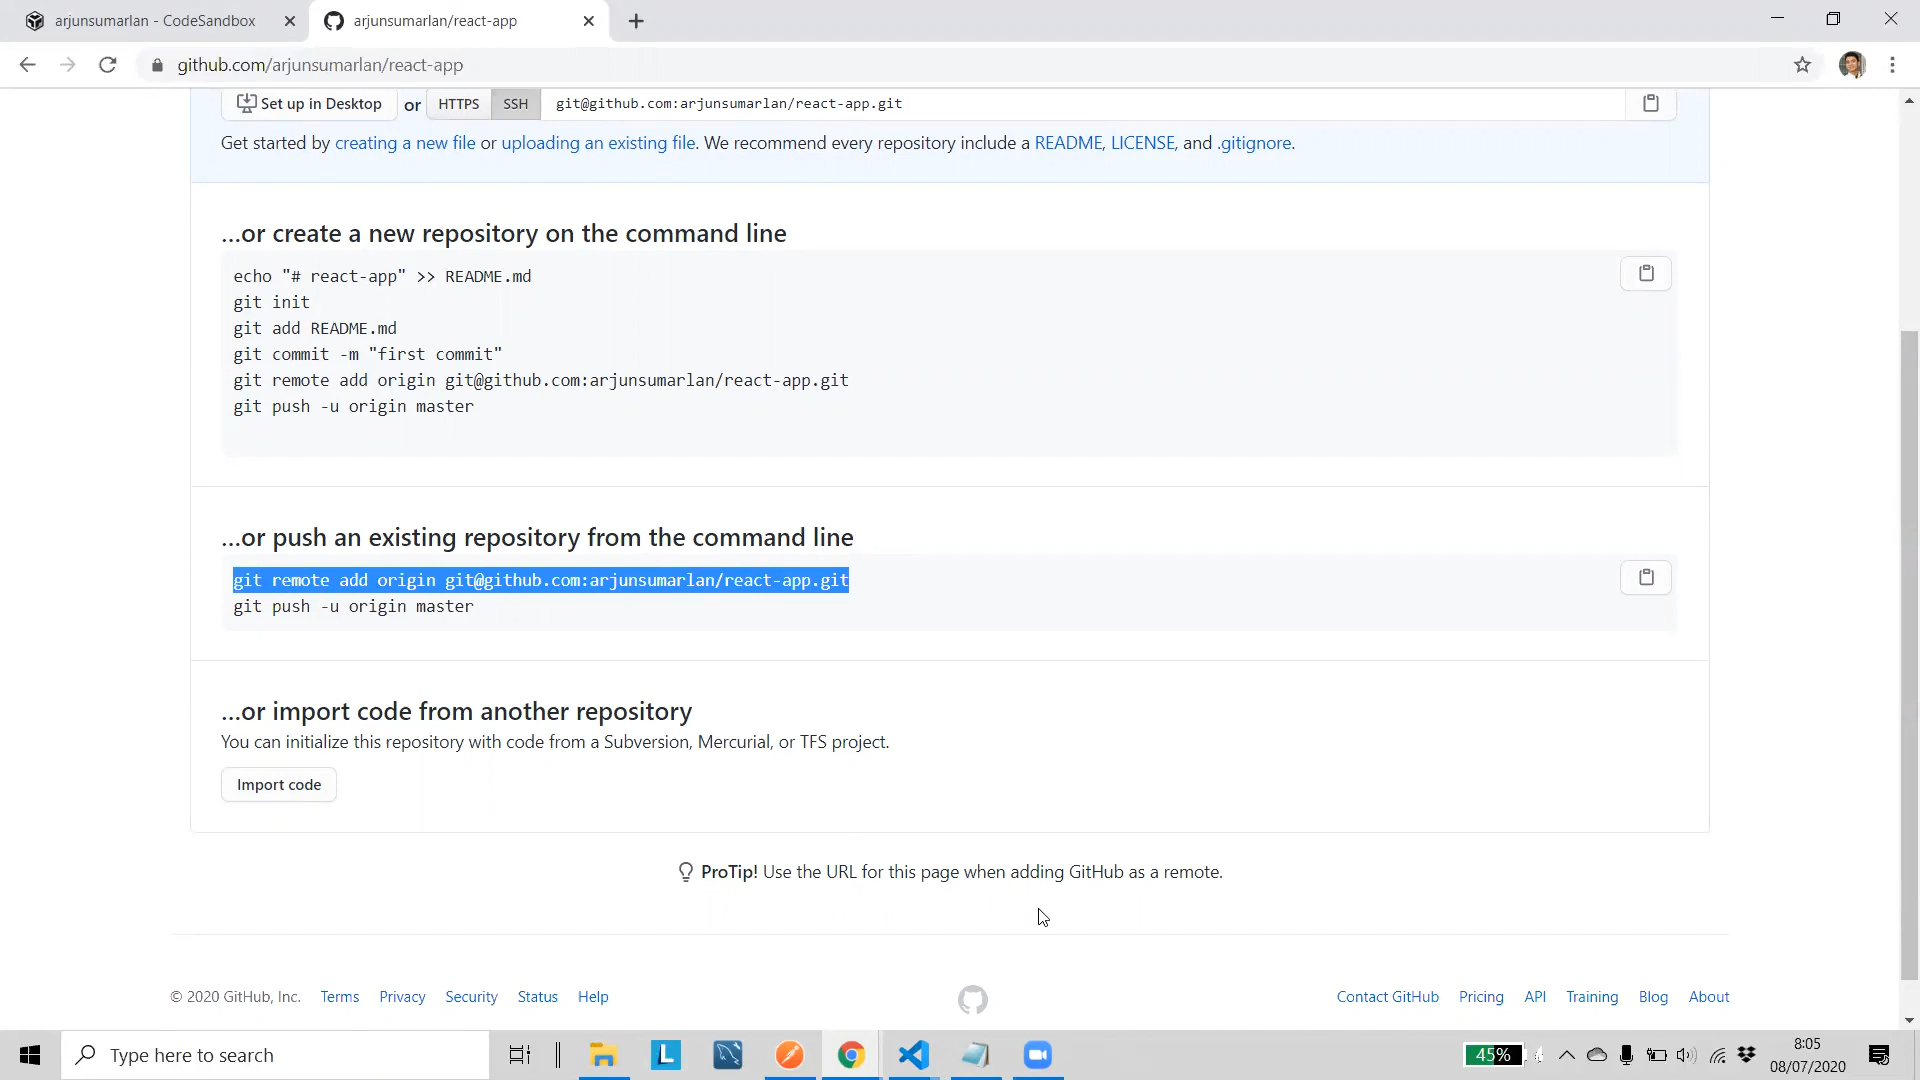 arjunsumarlan - CodeSandbox
arjunsumarlan/react-app
github.com/arjunsumarlan/react-app
Set up in Desktop or HTTPS SSH git@github.com:arjunsumarlan/react-app.git
Get started by creating a new file or uploading an existing file. We recommend every repository include a README, LICENSE, and .gitignore.
...or create a new repository on the command line
echo "# react-app" >> README.md
git init
git add README.md
git commit -m "first commit"
git remote add origin git@github.com:arjunsumarlan/react-app.git
git push -u origin master
...or push an existing repository from the command line
git remote add origin git@github.com:arjunsumarlan/react-app.git
git push -u origin master
...or import code from another repository
You can initialize this repository with code from a Subversion, Mercurial, or TFS project.
Import code
ProTip! Use the URL for this page when adding GitHub as a remote.
© 2020 GitHub, Inc. Terms Privacy Security Status Help Contact GitHub Pricing API Training Blog About
Type here to search
L
45%
8:05
08/07/2020